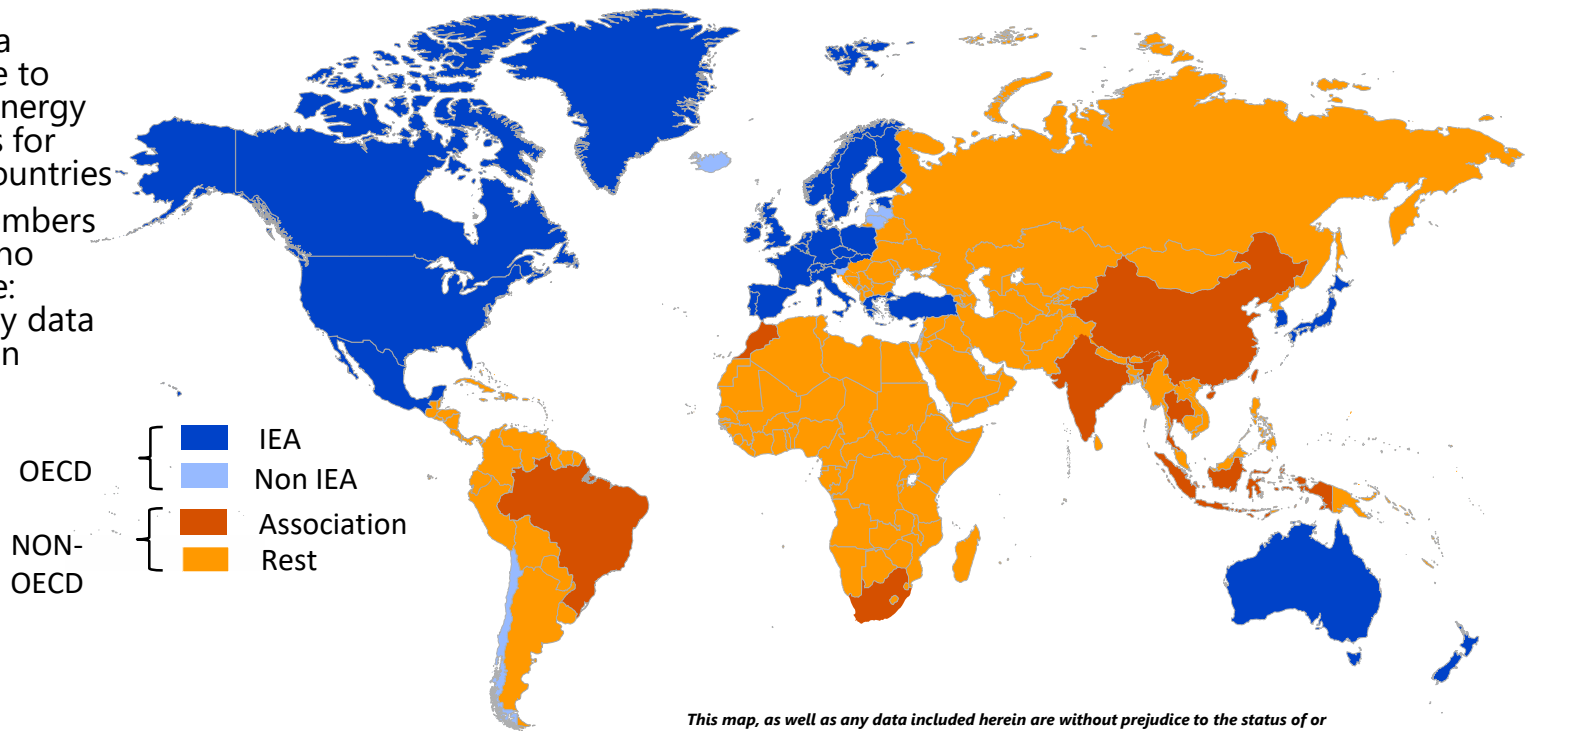 a
e to
nergy
s for
ountries
mbers
no
e:
y data
n
IEA
OECD
Non IEA
Association
NON-
OECD
Rest
This map, as well as any data included herein are without prejudice to the status of or